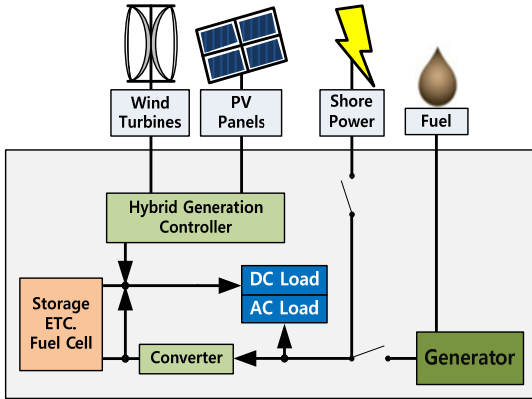 Wind
Turbines
PV
Panels
Shore
Power
Fuel
Hybrid Generation
Controller
Storage
ETC.
Fuel Cell
DC Load
AC Load
Converter
Generator